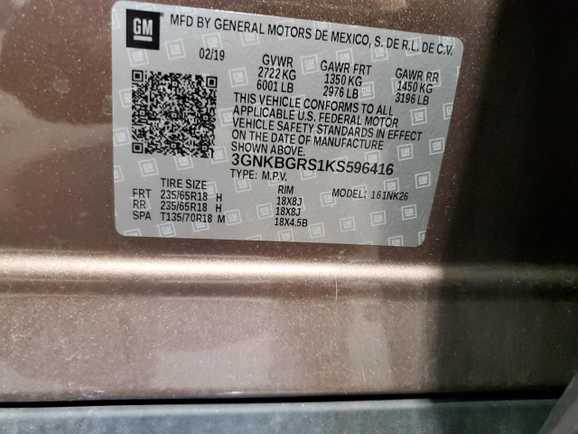 GM
MFD BY GENERAL MOTORS DE MEXICO, S. DE R.L. DE C.V.
02/19 GVWR GAWR FRT GAWR RR
2722 KG 1350 KG 1450 KG
6001 LB 2976 LB 3196 LB
THIS VEHICLE CONFORMS TO ALL
APPLICABLE U.S. FEDERAL MOTOR
VEHICLE SAFETY STANDARDS IN EFFECT
ON THE DATE OF MANUFACTURE
SHOWN ABOVE.
3GNKBGRS1KS596416
TYPE: M.P.V. MODEL: 161NK26
TIRE SIZE RIM
FRT 235/65R18 H 18X8J
RR 235/65R18 H 18X8J
SPA T135/70R18 M 18X4.5B